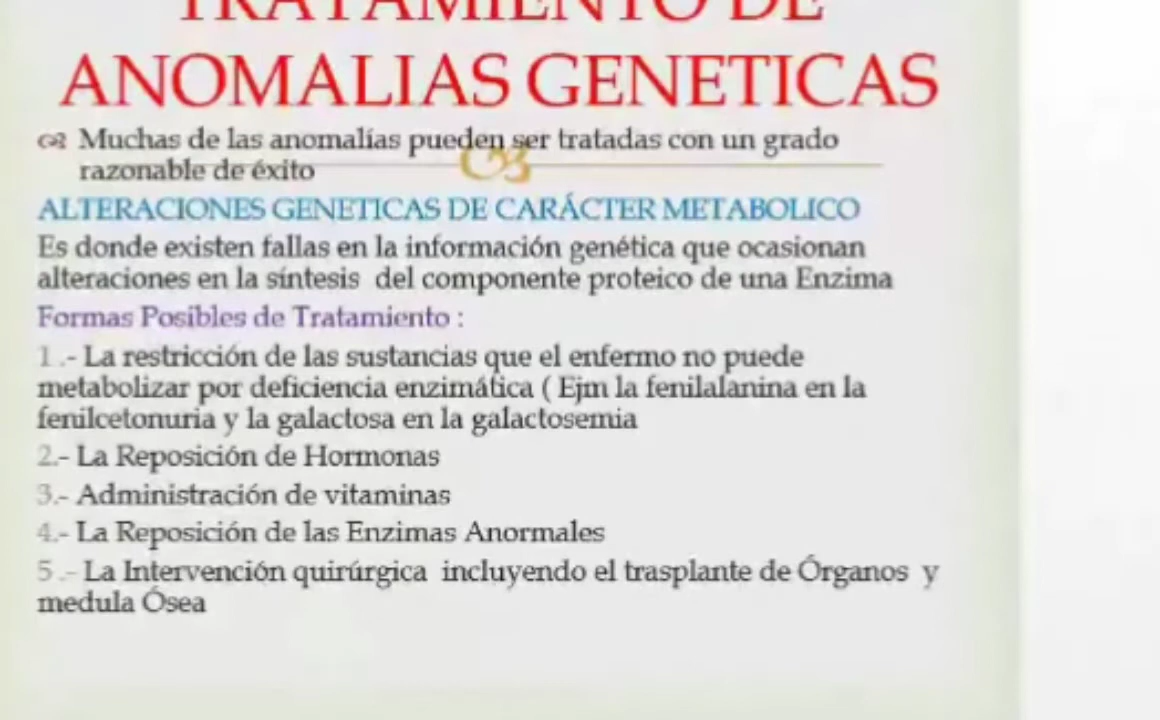 TRATAMIENTO DE
ANOMALIAS GENETICAS
Muchas de las anomalías pueden ser tratadas con un grado
razonable de éxito
ALTERACIONES GENETICAS DE CARÁCTER METABOLICO
Es donde existen fallas en la información genética que ocasionan
alteraciones en la síntesis del componente proteico de una Enzima
Formas Posibles de Tratamiento :
1 .- La restricción de las sustancias que el enfermo no puede
metabolizar por deficiencia enzimática ( Ejm la fenilalanina en la
fenilcetonuria y la galactosa en la galactosemia
2.- La Reposición de Hormonas
3.- Administración de vitaminas
4.- La Reposición de las Enzimas Anormales
5 .- La Intervención quirúrgica incluyendo el trasplante de Órganos y
medula Ósea